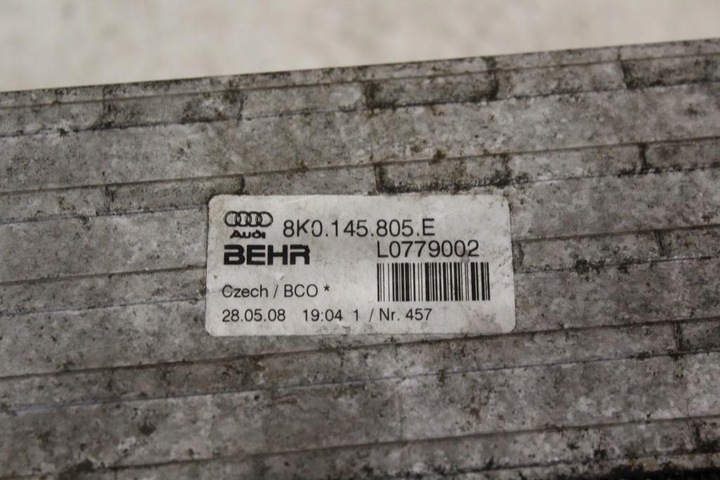 Audi 8K0.145.805.E
BEHR L0779002
Czech / BCO *
28.05.08 19:04 1 / Nr. 457